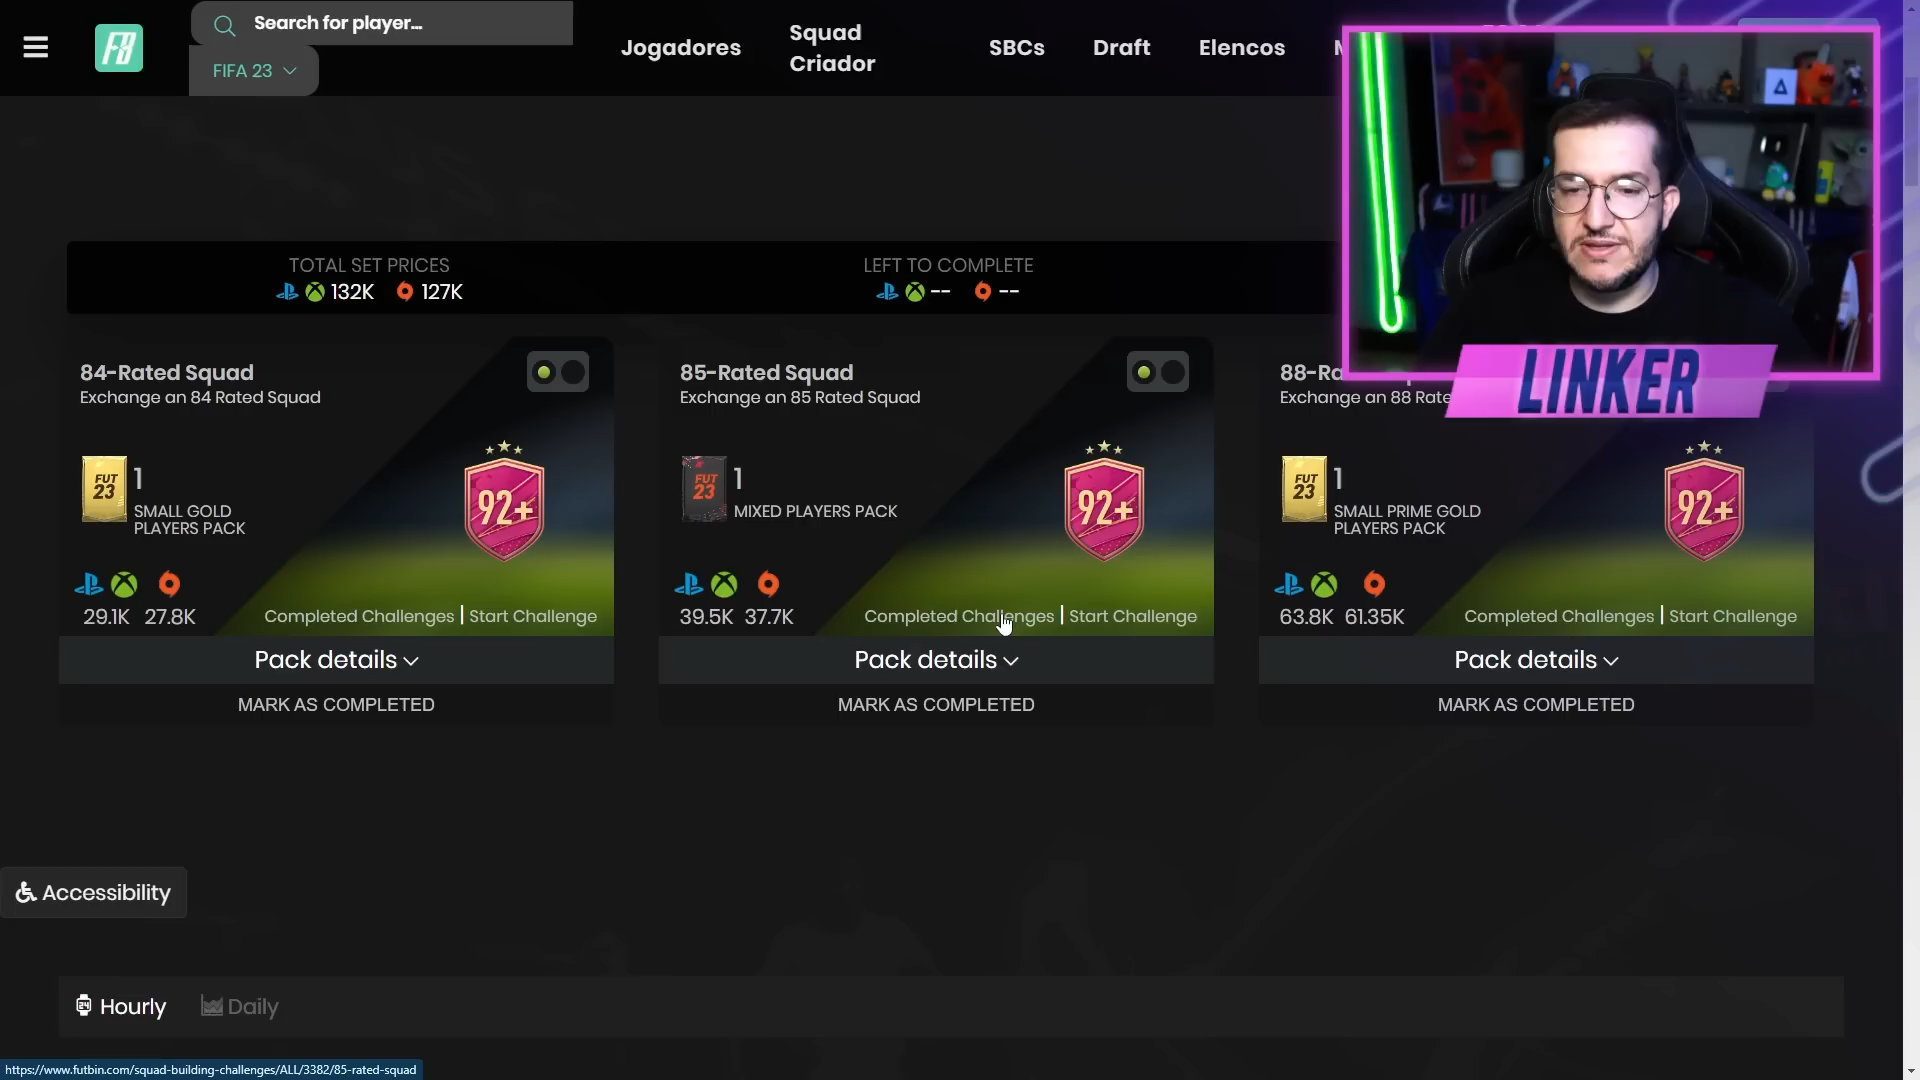 Search for player...
FIFA 23
Jogadores
Squad
Criador
SBCs
Draft
Elencos
TOTAL SET PRICES
132K 127K
LEFT TO COMPLETE
-- --
84-Rated Squad
Exchange an 84 Rated Squad
FUT
23
1
SMALL GOLD
PLAYERS PACK
92+
29.1K 27.8K
Completed Challenges | Start Challenge
Pack details
MARK AS COMPLETED
85-Rated Squad
Exchange an 85 Rated Squad
FUT
23
1
MIXED PLAYERS PACK
92+
39.5K 37.7K
Completed Challenges | Start Challenge
Pack details
MARK AS COMPLETED
88-Ra
Exchange an 88 Rate
FUT
23
1
SMALL PRIME GOLD
PLAYERS PACK
92+
63.8K 61.35K
Completed Challenges | Start Challenge
Pack details
MARK AS COMPLETED
LINKER
Accessibility
Hourly
Daily
https://www.futbin.com/squad-building-challenges/ALL/3382/85-rated-squad